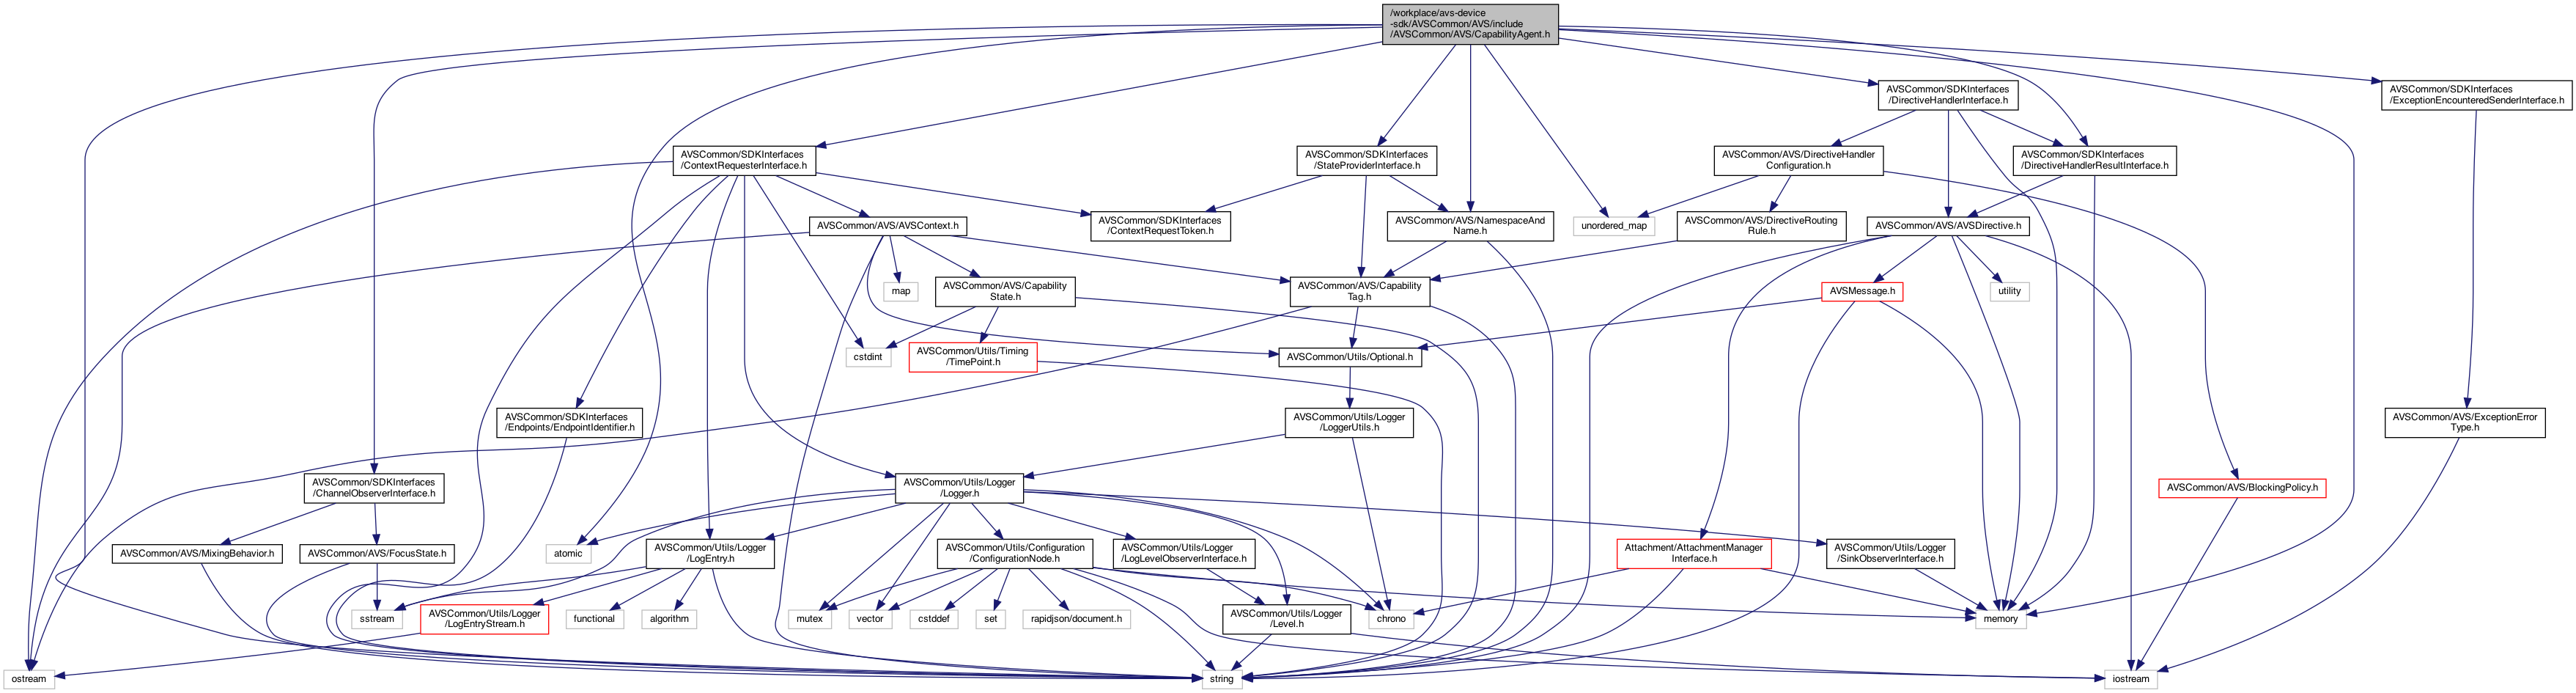 /workplace/avs-device
-sdk/AVSCommon/AVS/include
/AVSCommon/AVS/CapabilityAgent.h
AVSCommon/SDKInterfaces
/DirectiveHandlerInterface.h
AVSCommon/SDKInterfaces
/ExceptionEncounteredSenderInterface.h
AVSCommon/SDKInterfaces
/ContextRequesterInterface.h
AVSCommon/SDKInterfaces
/StateProviderInterface.h
AVSCommon/AVS/DirectiveHandler
Configuration.h
AVSCommon/SDKInterfaces
/DirectiveHandlerResultInterface.h
AVSCommon/AVS/AVSContext.h
AVSCommon/SDKInterfaces
/ContextRequestToken.h
AVSCommon/AVS/NamespaceAnd
Name.h
unordered_map
AVSCommon/AVS/DirectiveRouting
Rule.h
AVSCommon/AVS/AVSDirective.h
map
AVSCommon/AVS/Capability
State.h
AVSCommon/AVS/Capability
Tag.h
AVSMessage.h
utility
cstdint
AVSCommon/Utils/Timing
/TimePoint.h
AVSCommon/Utils/Optional.h
AVSCommon/SDKInterfaces
/Endpoints/EndpointIdentifier.h
AVSCommon/Utils/Logger
/LoggerUtils.h
AVSCommon/AVS/ExceptionError
Type.h
AVSCommon/SDKInterfaces
/ChannelObserverInterface.h
AVSCommon/Utils/Logger
/Logger.h
AVSCommon/AVS/BlockingPolicy.h
AVSCommon/AVS/MixingBehavior.h
AVSCommon/AVS/FocusState.h
atomic
AVSCommon/Utils/Logger
/LogEntry.h
AVSCommon/Utils/Configuration
/ConfigurationNode.h
AVSCommon/Utils/Logger
/LogLevelObserverInterface.h
Attachment/AttachmentManager
Interface.h
AVSCommon/Utils/Logger
/SinkObserverInterface.h
sstream
AVSCommon/Utils/Logger
/LogEntryStream.h
functional
algorithm
mutex
vector
cstddef
set
rapidjson/document.h
AVSCommon/Utils/Logger
/Level.h
chrono
memory
ostream
string
iostream